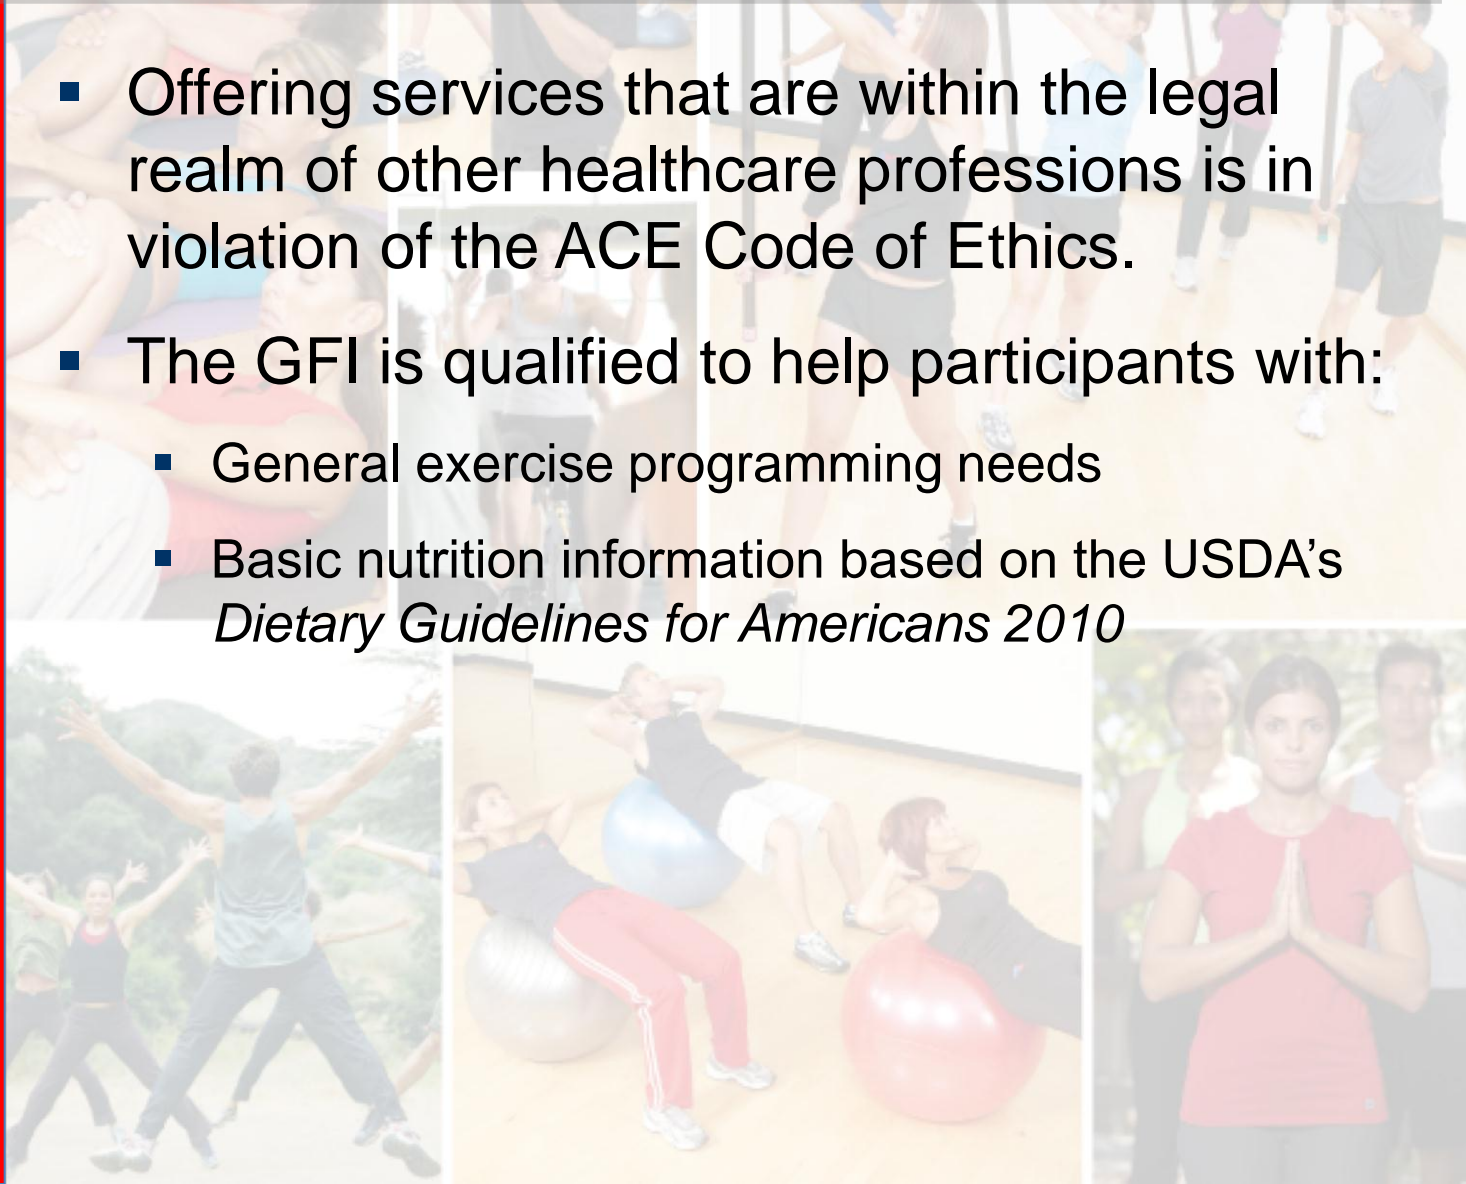 ▪ Offering services that are within the legal
realm of other healthcare professions is in
violation of the ACE Code of Ethics.
▪ The GFI is qualified to help participants with:
▪ General exercise programming needs
▪ Basic nutrition information based on the USDA’s
Dietary Guidelines for Americans 2010